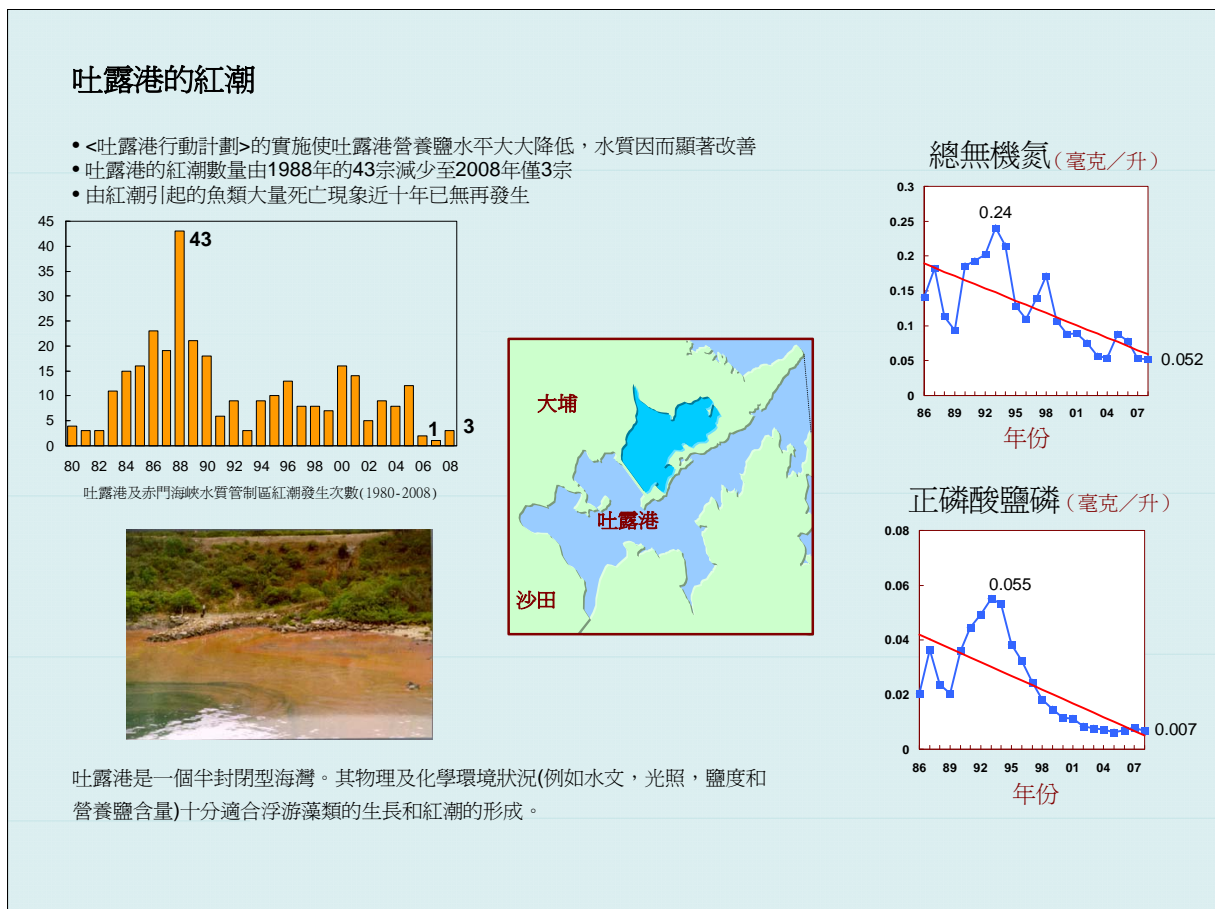 吐露港的紅潮
• <吐露港行動計劃>的實施使吐露港營養鹽水平大大降低，水質因而顯著改善
• 吐露港的紅潮數量由1988年的43宗減少至2008年僅3宗
• 由紅潮引起的魚類大量死亡現象近十年已無再發生
45
40
35
30
25
20
15
10
5
0
43
1
3
80 82 84 86 88 90 92 94 96 98 00 02 04 06 08
吐露港及赤門海峽水質管制區紅潮發生次數(1980-2008)
大埔
吐露港
沙田
吐露港是一個半封閉型海灣。其物理及化學環境狀況(例如水文，光照，鹽度和
營養鹽含量)十分適合浮游藻類的生長和紅潮的形成。
總無機氮(毫克／升)
0.3
0.25
0.2
0.15
0.1
0.05
0
0.24
0.052
86 89 92 95 98 01 04 07
年份
正磷酸鹽磷(毫克／升)
0.08
0.06
0.04
0.02
0
0.055
0.007
86 89 92 95 98 01 04 07
年份